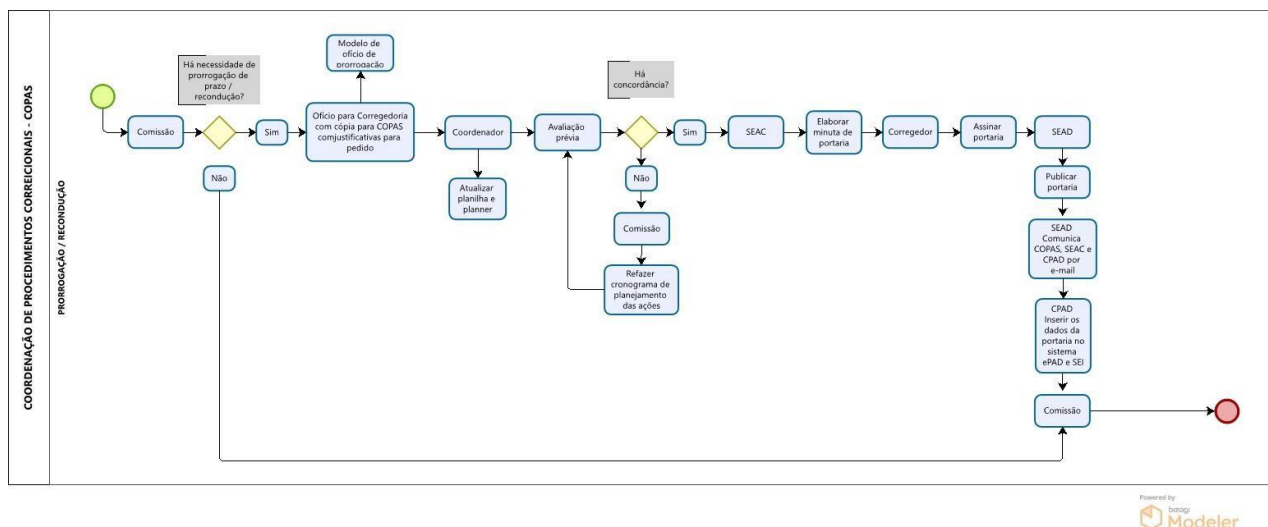 COORDENAÇÃO DE PROCEDIMENTOS CORREICIONAIS - COPAS
PRORROGAÇÃO / RECONDUÇÃO
Comissão
Há necessidade de
prorrogação de
prazo /
recondução?
Sim
Não
Modelo de
ofício de
prorrogação
Ofício para Corregedoria
com cópia para COPAS
comjustificativas para
pedido
Coordenador
Atualizar
planilha e
planner
Avaliação
prévia
Há
concordância?
Sim
Não
Comissão
Refazer
cronograma de
planejamento
das ações
SEAC
Elaborar
minuta de
portaria
Corregedor
Assinar
portaria
SEAD
Publicar
portaria
SEAD
Comunica
COPAS, SEAC e
CPAD por
e-mail
CPAD
Inserir os
dados da
portaria no
sistema
ePAD e SEI
Comissão
Powered by
bizagi
Modeler